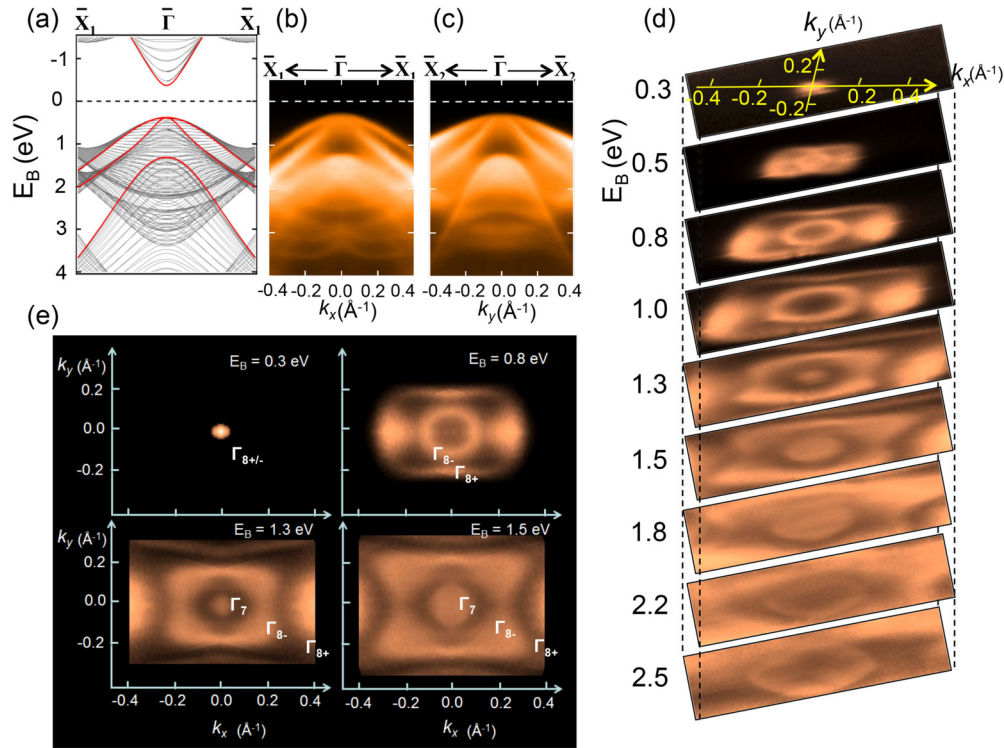 (a)
X̄₁ Γ̄ X̄₁
E_B (eV)
-1
0
1
2
3
4
(b)
X̄₁ ← Γ̄ → X̄₁
-0.4 -0.2 0.0 0.2 0.4
kₓ(Å⁻¹)
(c)
X̄₂ ← Γ̄ → X̄₂
-0.4 -0.2 0.0 0.2 0.4
k_y(Å⁻¹)
(d)
k_y(Å⁻¹)
kₓ(Å⁻¹)
0.2
-0.4 -0.2 0.2 0.4
-0.2
E_B (eV)
0.3
0.5
0.8
1.0
1.3
1.5
1.8
2.2
2.5
(e)
k_y (Å⁻¹)
E_B = 0.3 eV
0.2
0.0
-0.2
Γ8+/-
E_B = 0.8 eV
Γ8-
Γ8+
k_y (Å⁻¹)
E_B = 1.3 eV
0.2
0.0
-0.2
Γ7
Γ8-
Γ8+
-0.4 -0.2 0.0 0.2 0.4
kₓ (Å⁻¹)
E_B = 1.5 eV
Γ7
Γ8-
Γ8+
-0.4 -0.2 0.0 0.2 0.4
kₓ (Å⁻¹)